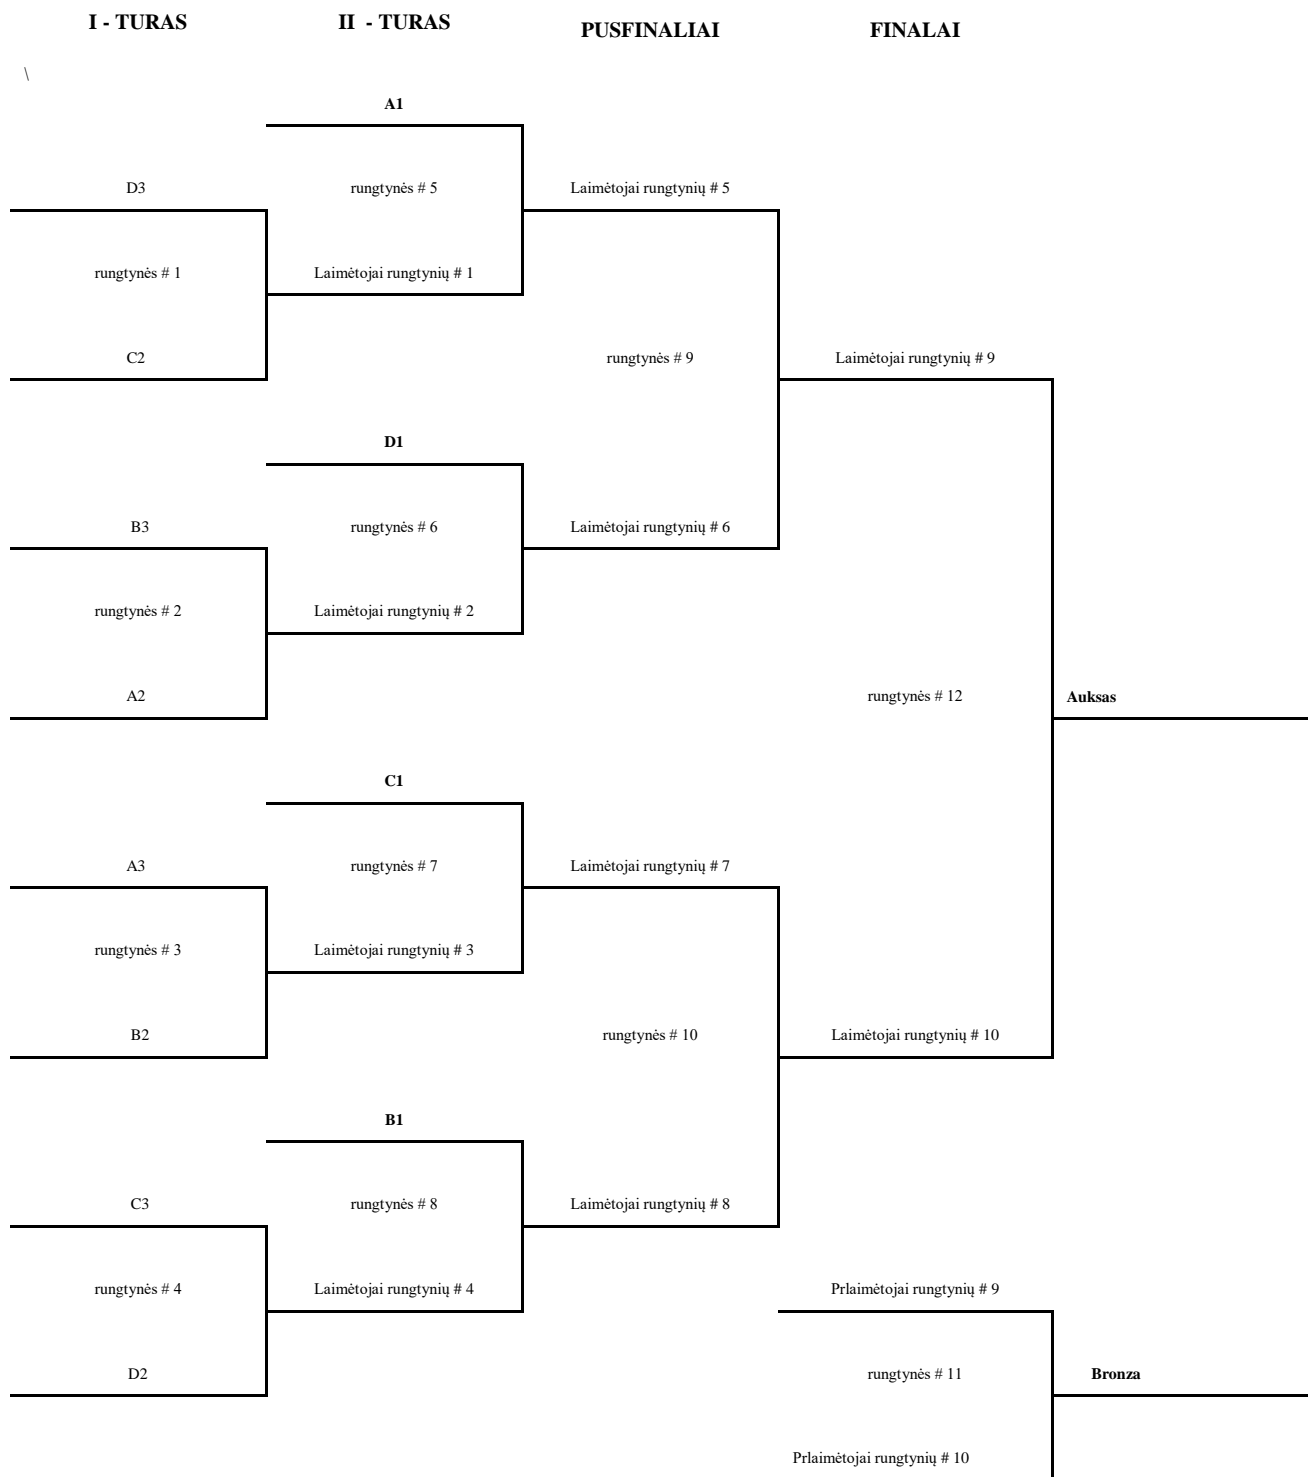 I - TURAS
II  - TURAS
PUSFINALIAI
FINALAI
\
A1
D3
rungtynės # 5
Laimėtojai rungtynių # 5
rungtynės # 1
Laimėtojai rungtynių # 1
C2
rungtynės # 9
Laimėtojai rungtynių # 9
D1
B3
rungtynės # 6
Laimėtojai rungtynių # 6
rungtynės # 2
Laimėtojai rungtynių # 2
A2
rungtynės # 12
Auksas
C1
A3
rungtynės # 7
Laimėtojai rungtynių # 7
rungtynės # 3
Laimėtojai rungtynių # 3
B2
rungtynės # 10
Laimėtojai rungtynių # 10
B1
C3
rungtynės # 8
Laimėtojai rungtynių # 8
rungtynės # 4
Laimėtojai rungtynių # 4
Prlaimėtojai rungtynių # 9
D2
rungtynės # 11
Bronza
Prlaimėtojai rungtynių # 10